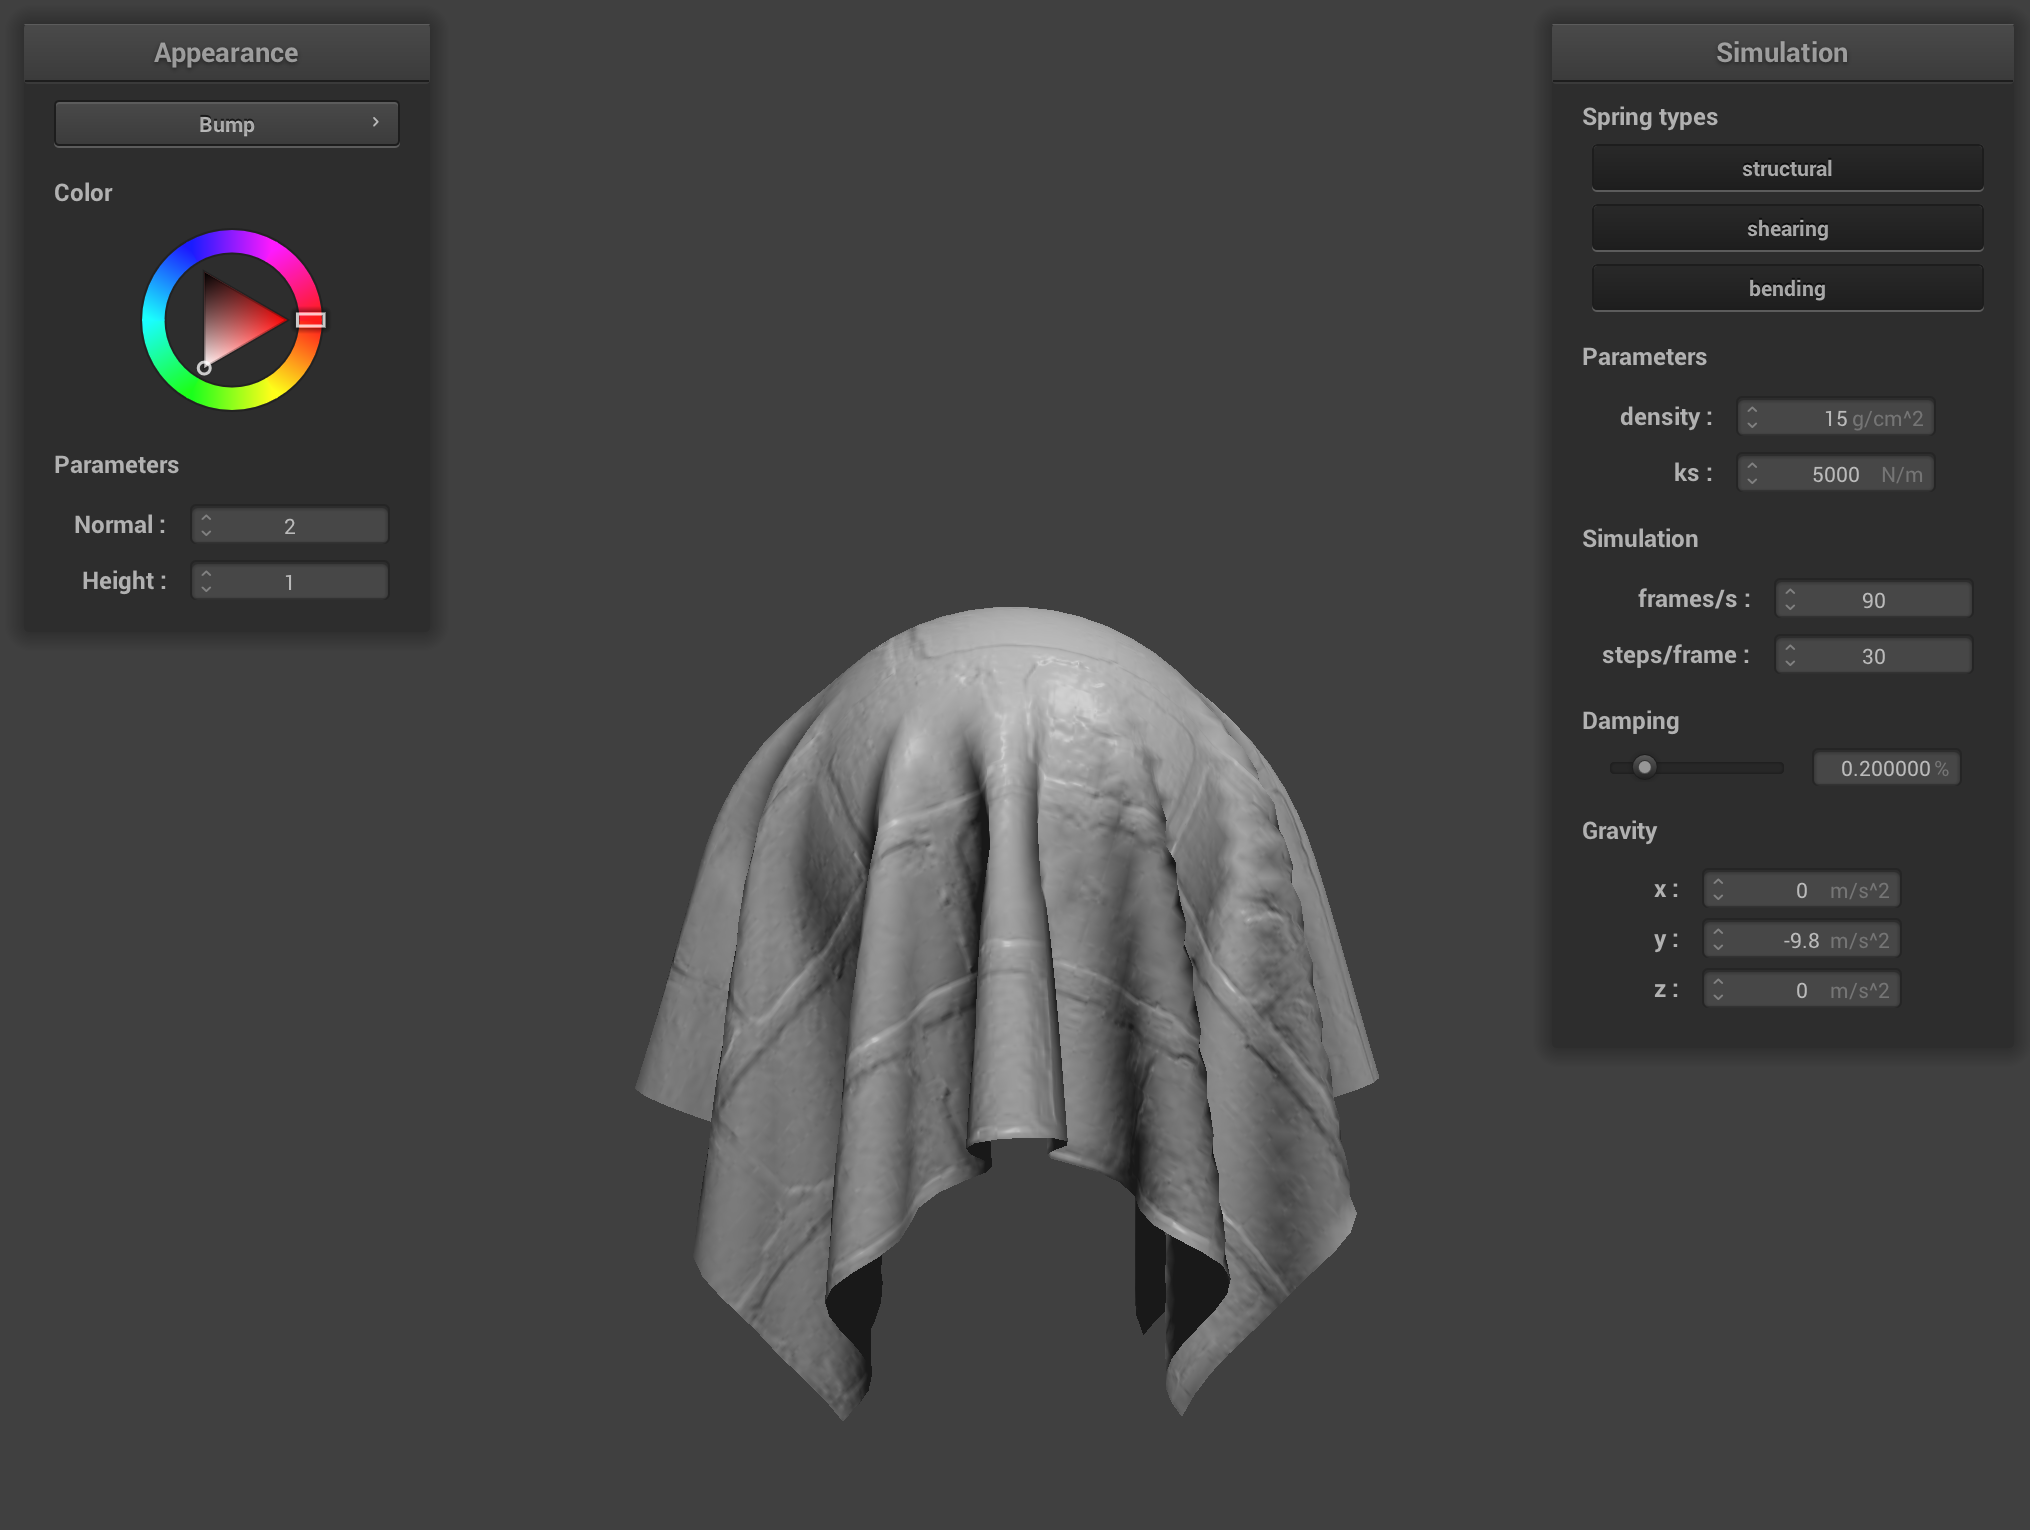 Appearance
Bump
Color
Parameters
Normal : 2
Height : 1
Simulation
Spring types
structural
shearing
bending
Parameters
density : 15 g/cm^2
ks : 5000 N/m
Simulation
frames/s : 90
steps/frame : 30
Damping
0.200000 %
Gravity
x : 0 m/s^2
y : -9.8 m/s^2
z : 0 m/s^2